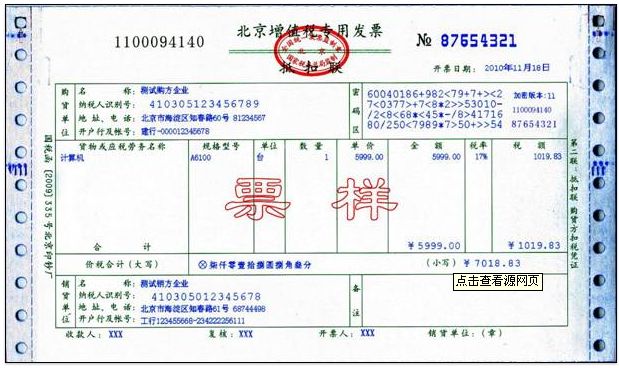 北京增值税专用发票
1100094140
№ 87654321
抵扣联
开票日期: 2010年11月18日
购货单位
名 称: 测试购方企业
纳税人识别号: 410305123456789
地 址、电 话: 北京市海淀区知春路60号 81234567
开户行及帐号: 建行-000012345678
密码区
60040186+982<79+7+><27<0377>+7<8*2>>53010-/2<8<68*<45*-/>4171680/250<7989*7>50+>>54
加密版本:11
1100094140
87654321
货物或应税劳务名称 规格型号 单位 数 量 单 价 金 额 税率 税 额
计算机 A6100 台 1 5999.00 5999.00 17% 1019.83
票样
合 计 ¥5999.00 ¥1019.83
价税合计(大写) ⊗柒仟零壹拾捌圆捌角叁分 (小写) ¥7018.83
点击查看源网页
销货单位
名 称: 测试销方企业
纳税人识别号: 410305012345678
地 址、电 话: 北京市海淀区知春路61号 68744498
开户行及帐号: 工行123455668-234222256111
备注
收款人: XXX 复核: XXX 开票人: XXX 销货单位:(章)
国税函(2009)335号北京印钞厂
第二联:抵扣联 购货方扣税凭证